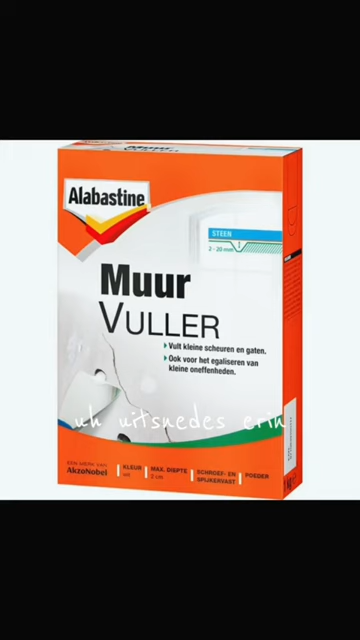 Alabastine
STEEN
2 - 20 mm
Muur
VULLER
Vult kleine scheuren en gaten.
Ook voor het egaliseren van
kleine oneffenheden.
uh uitsnedes erin
EEN MERK VAN
AkzoNobel
KLEUR
wit
MAX. DIEPTE
2 cm
SCHROEF- EN
SPIJKERVAST
POEDER